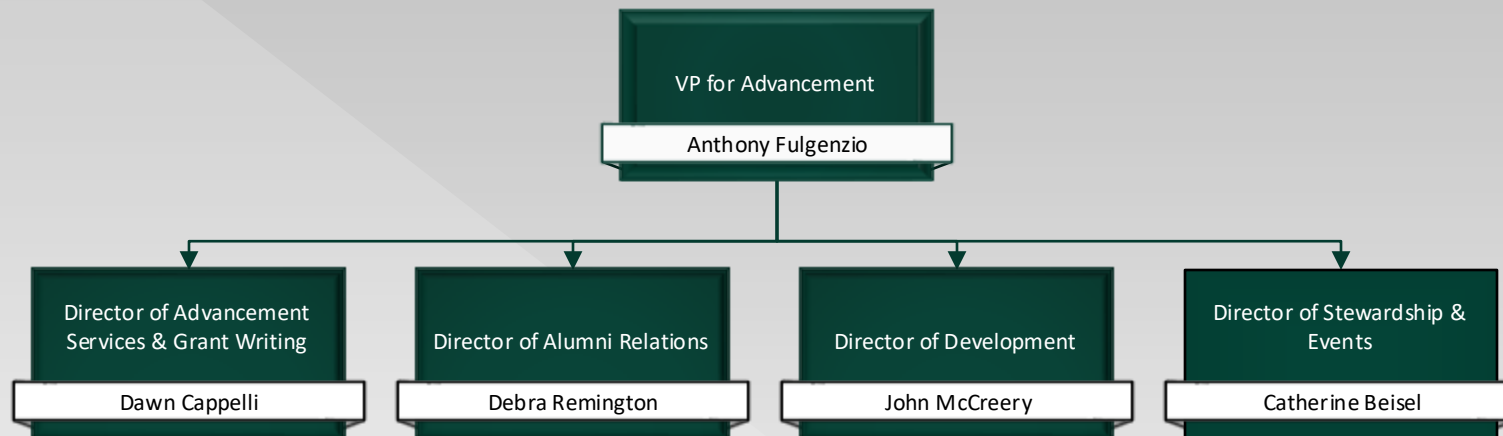 VP for Advancement
Anthony Fulgenzio
Director of Advancement
Services & Grant Writing
Dawn Cappelli
Director of Alumni Relations
Debra Remington
Director of Development
John McCreery
Director of Stewardship &
Events
Catherine Beisel